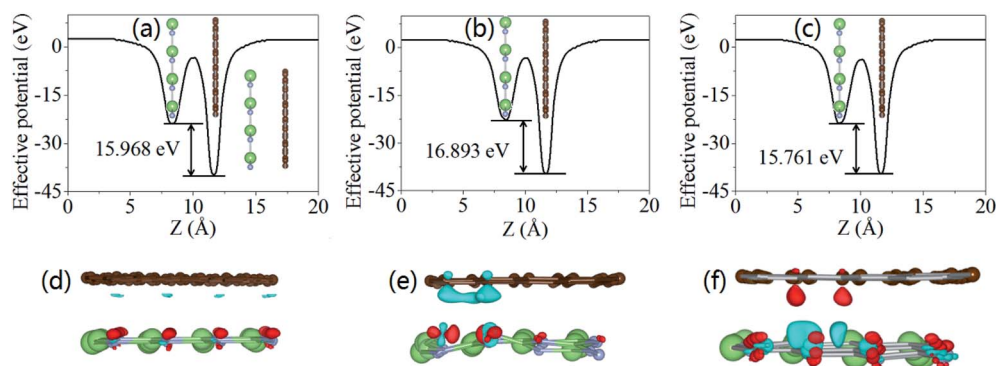 (a)
Effective potential (eV)
0
-15
-30
-45
15.968 eV
0 5 10 15 20
Z (Å)
(b)
Effective potential (eV)
0
-15
-30
-45
16.893 eV
0 5 10 15 20
Z (Å)
(c)
Effective potential (eV)
0
-15
-30
-45
15.761 eV
0 5 10 15 20
Z (Å)
(d)
(e)
(f)